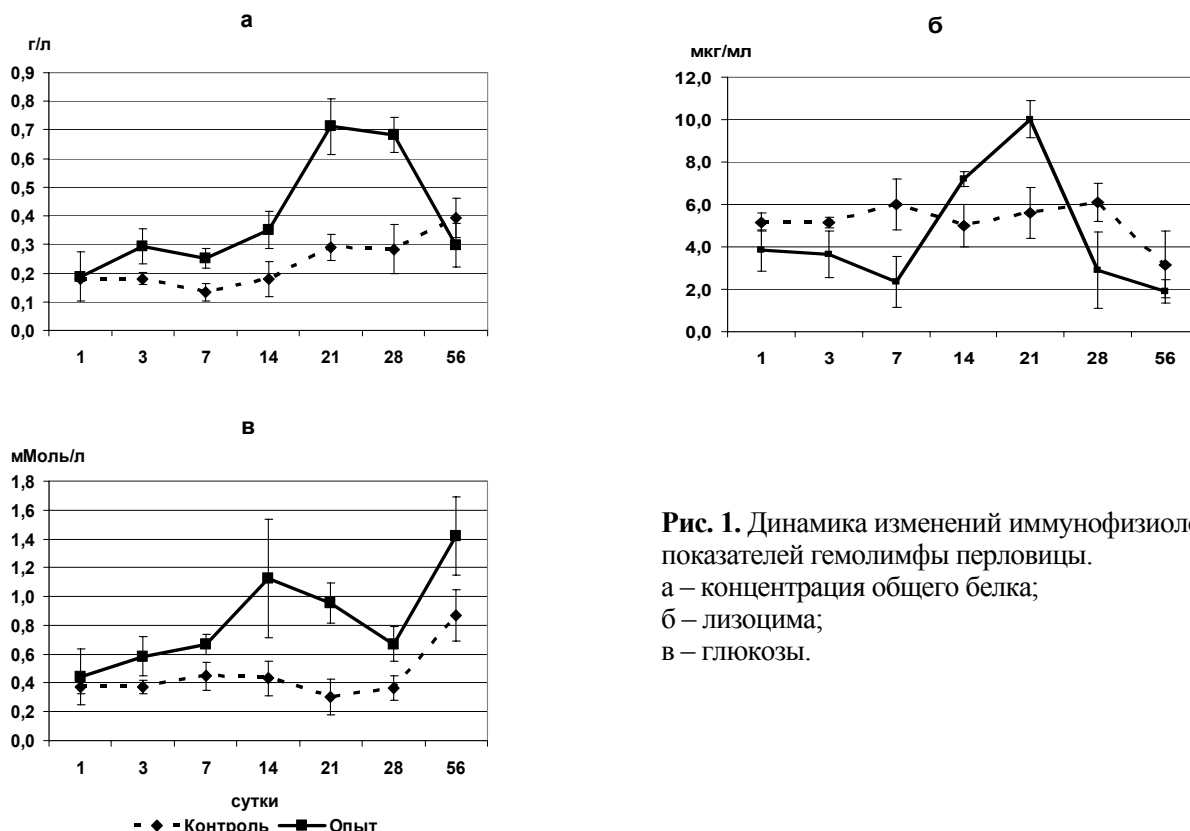 а
г/л
0,9
0,8
0,7
0,6
0,5
0,4
0,3
0,2
0,1
0,0
1 3 7 14 21 28 56
б
мкг/мл
12,0
10,0
8,0
6,0
4,0
2,0
0,0
1 3 7 14 21 28 56
в
мМоль/л
1,8
1,6
1,4
1,2
1,0
0,8
0,6
0,4
0,2
0,0
1 3 7 14 21 28 56
сутки
Контроль Опыт
Рис. 1. Динамика изменений
показателей гемолимфы перловицы.
а – концентрация общего белка;
б – лизоцима;
в – глюкозы.